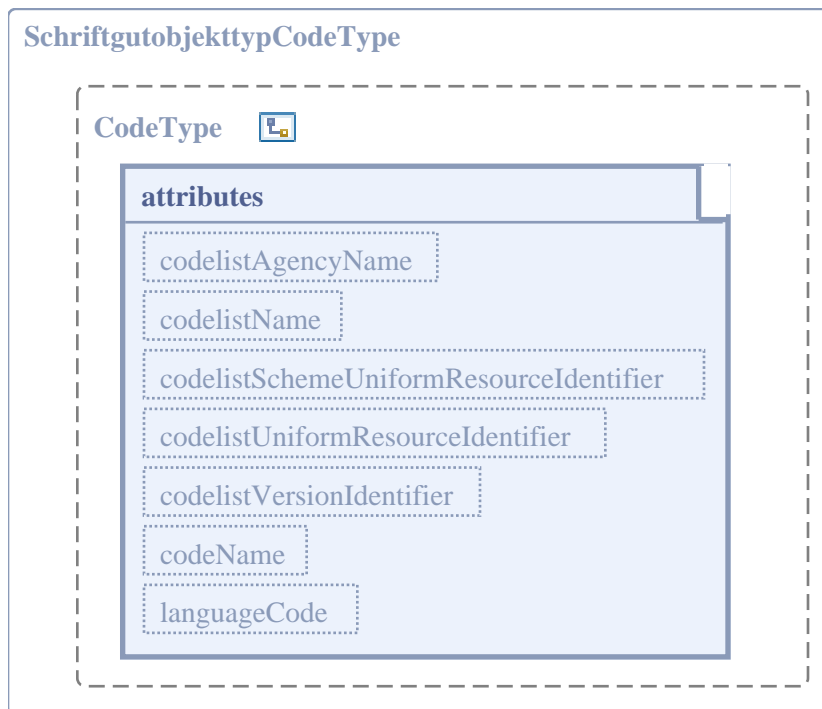 SchriftgutobjekttypCodeType
CodeType
attributes
codelistAgencyName
codelistName
codelistSchemeUniformResourceIdentifier
codelistUniformResourceIdentifier
codelistVersionIdentifier
codeName
languageCode